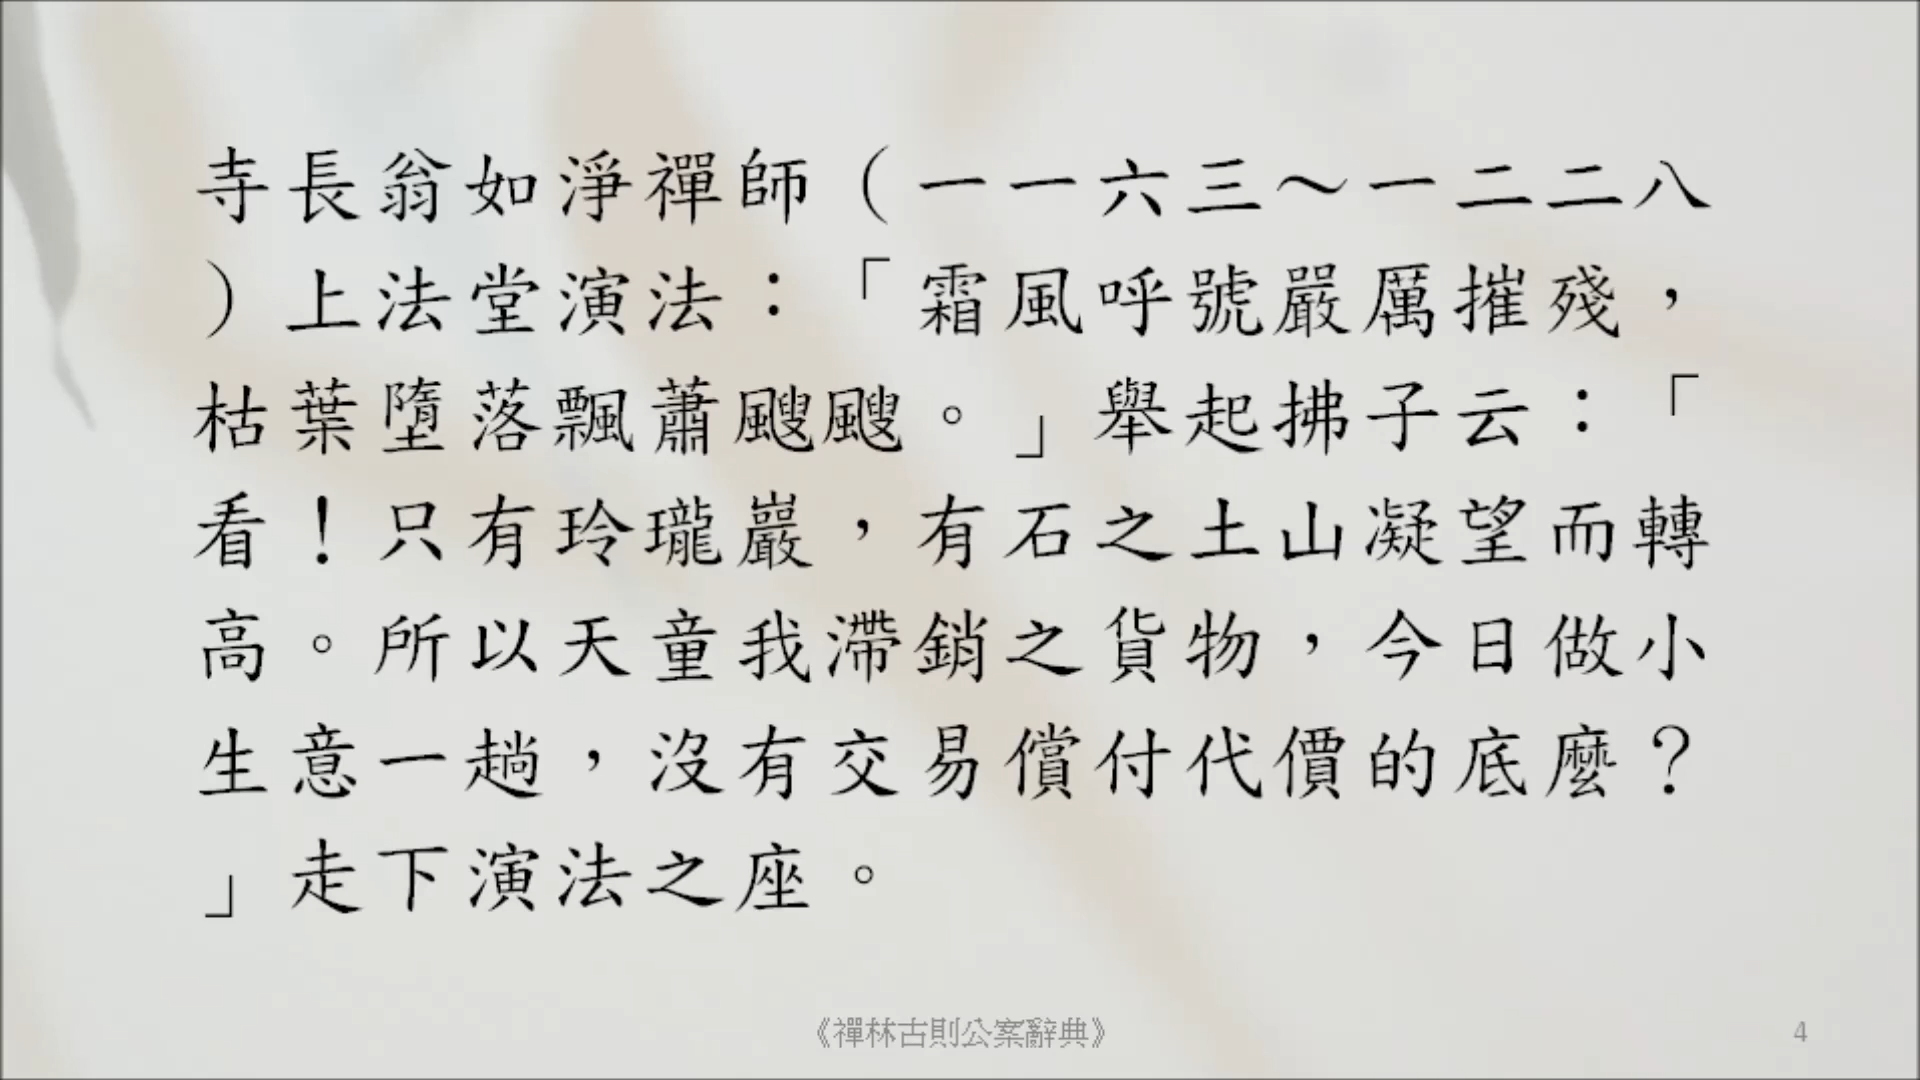 寺長翁如淨禪師（一一六三～一二二八
）上法堂演法：「霜風呼號嚴厲摧殘，
枯葉墮落飄蕭颼颼。」舉起拂子云：「
看！只有玲瓏巖，有石之土山凝望而轉
高。所以天童我滯銷之貨物，今日做小
生意一趟，沒有交易償付代價的底麼？
」走下演法之座。
《禪林古則公案辭典》
4